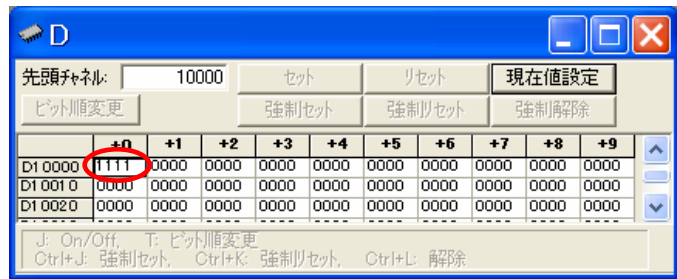 D
先頭チャネル: 10000 セット リセット 現在値設定
ビット順変更 強制セット 強制リセット 強制解除
+0 +1 +2 +3 +4 +5 +6 +7 +8 +9
D10000 1111 0000 0000 0000 0000 0000 0000 0000 0000 0000
D10010 0000 0000 0000 0000 0000 0000 0000 0000 0000 0000
D10020 0000 0000 0000 0000 0000 0000 0000 0000 0000 0000
J: On/Off, T: ビット順変更
Ctrl+J: 強制セット, Ctrl+K: 強制リセット, Ctrl+L: 解除